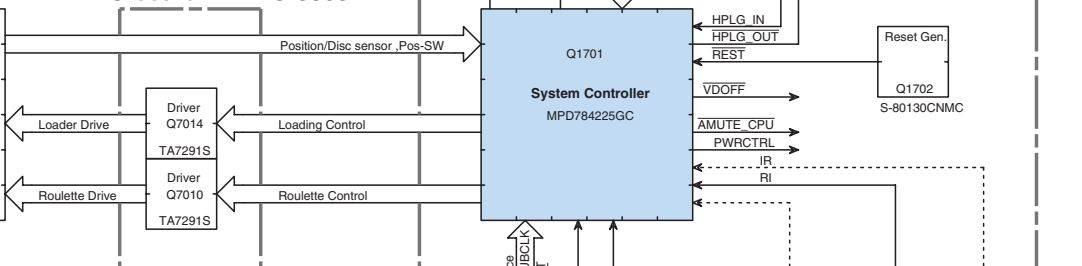 HPLG_IN
Position/Disc sensor ,Pos-SW
HPLG_OUT
Reset Gen.
Q1701
REST
Q1702
S-80130CNMC
System Controller
VDOFF
MPD784225GC
Driver
Q7014
TA7291S
Loader Drive
Loading Control
AMUTE_CPU
PWRCTRL
IR
RI
Driver
Q7010
TA7291S
Roulette Drive
Roulette Control